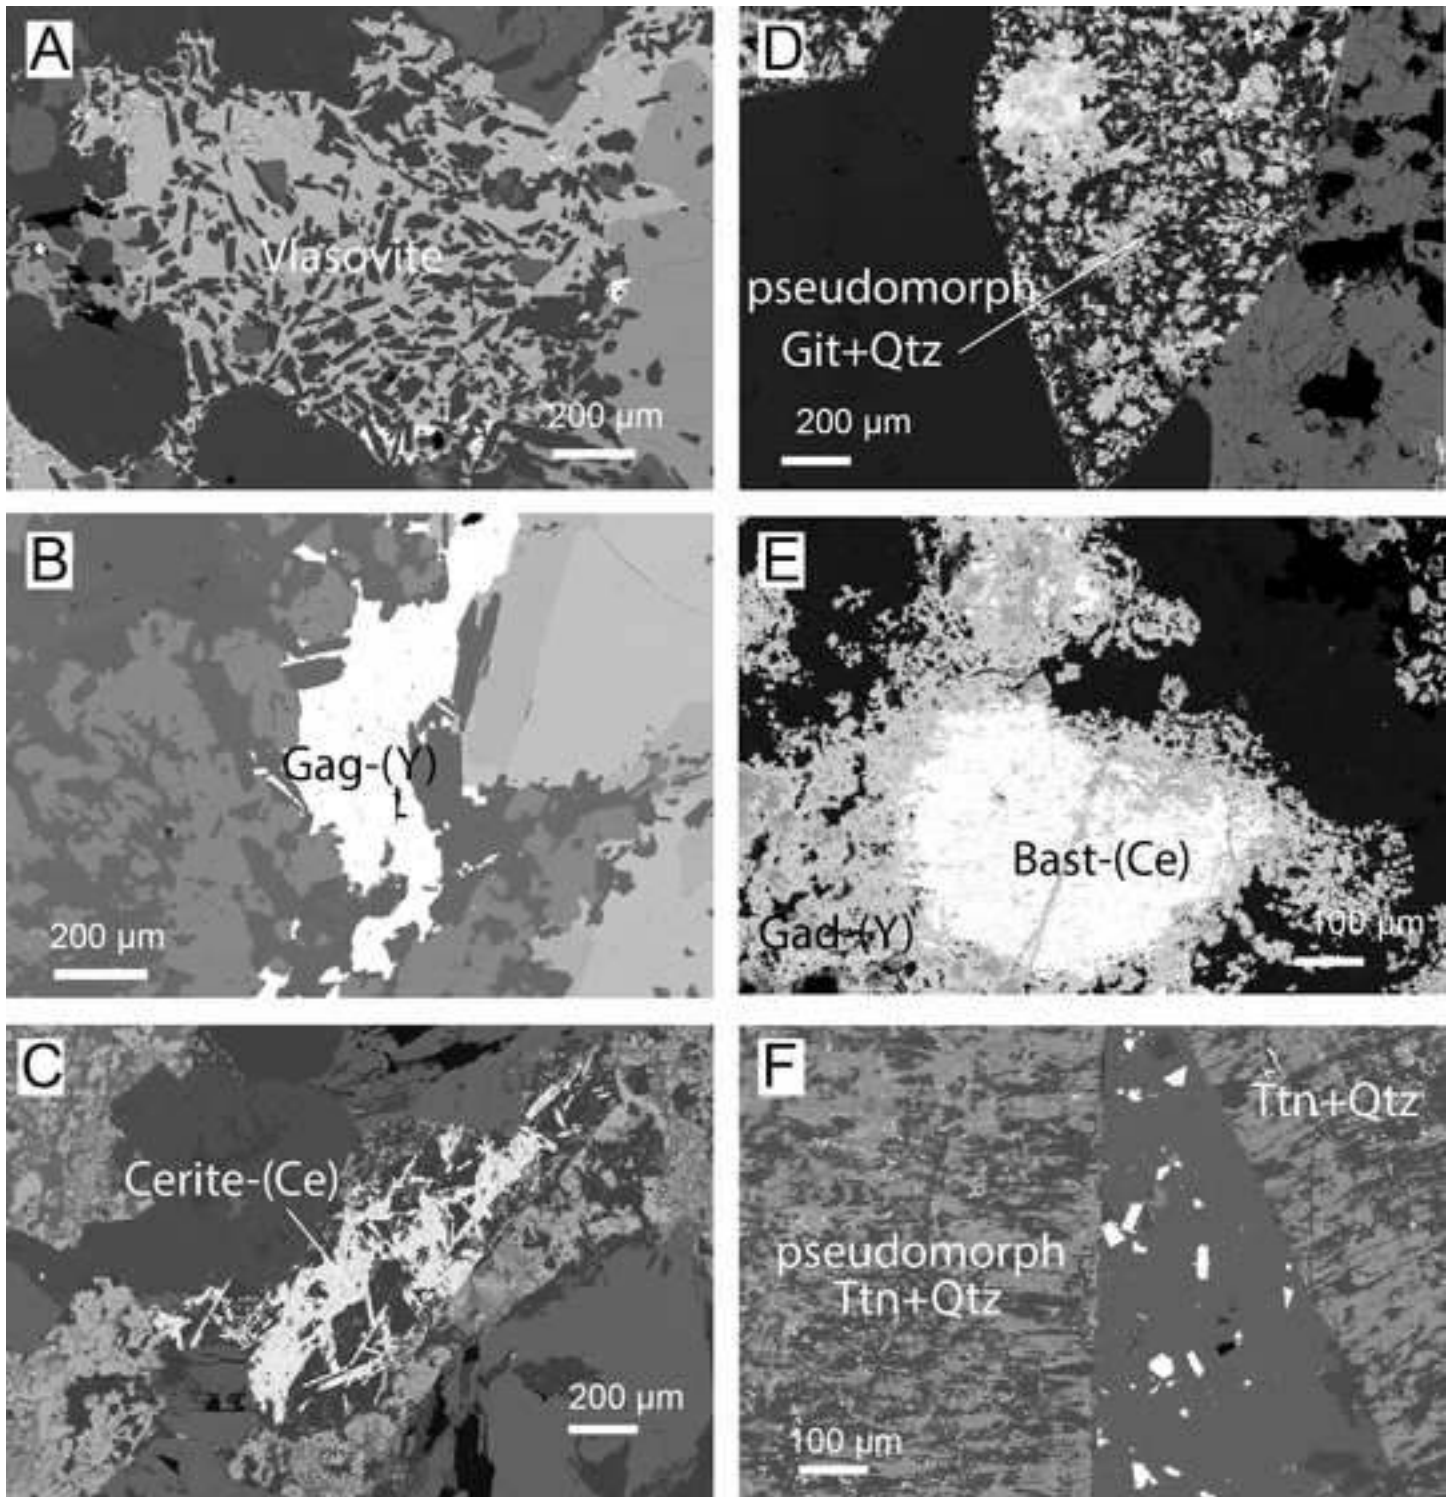 A
Vlasovite
200 µm
B
Gag-(Y)
200 µm
C
Cerite-(Ce)
200 µm
D
pseudomorph
Git+Qtz
200 µm
E
Bast-(Ce)
Gad-(Y)
100 µm
F
Ttn+Qtz
pseudomorph
Ttn+Qtz
100 µm